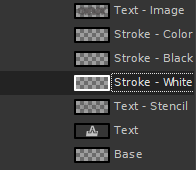 Text - Image
Stroke - Color
Stroke - Black
Stroke - White
Text - Stencil
Text
Base